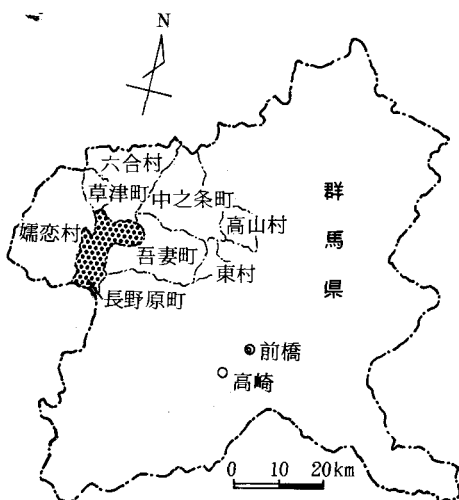 N
六合村
草津町
中之条町
嬬恋村
高山村
吾妻町
東村
長野原町
群馬県
前橋
高崎
0 10 20km